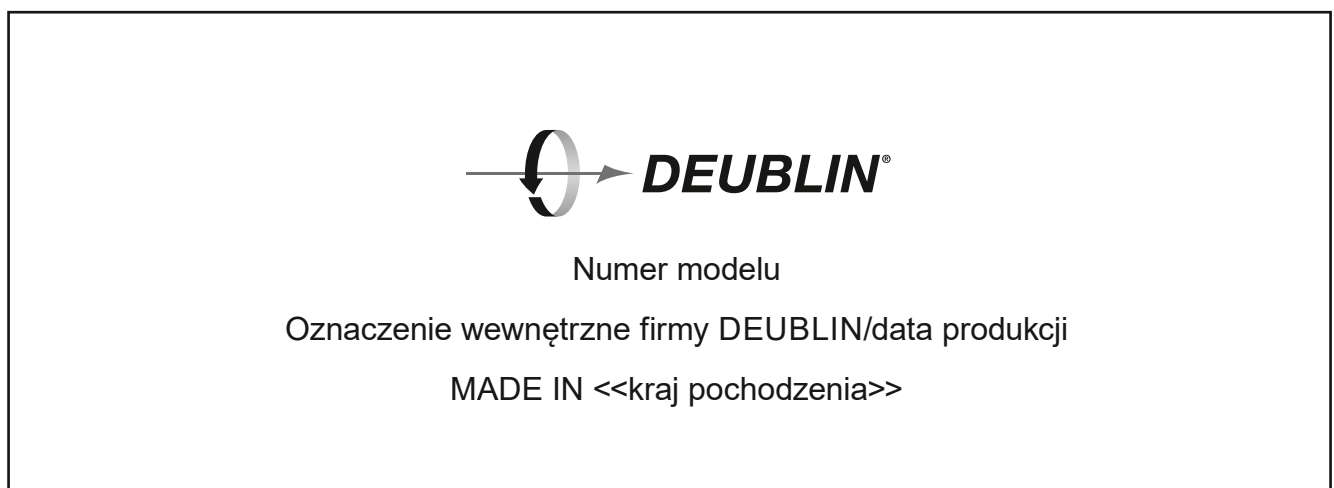 DEUBLIN®
Numer modelu
Oznaczenie wewnętrzne firmy DEUBLIN/data produkcji
MADE IN <<kraj pochodzenia>>